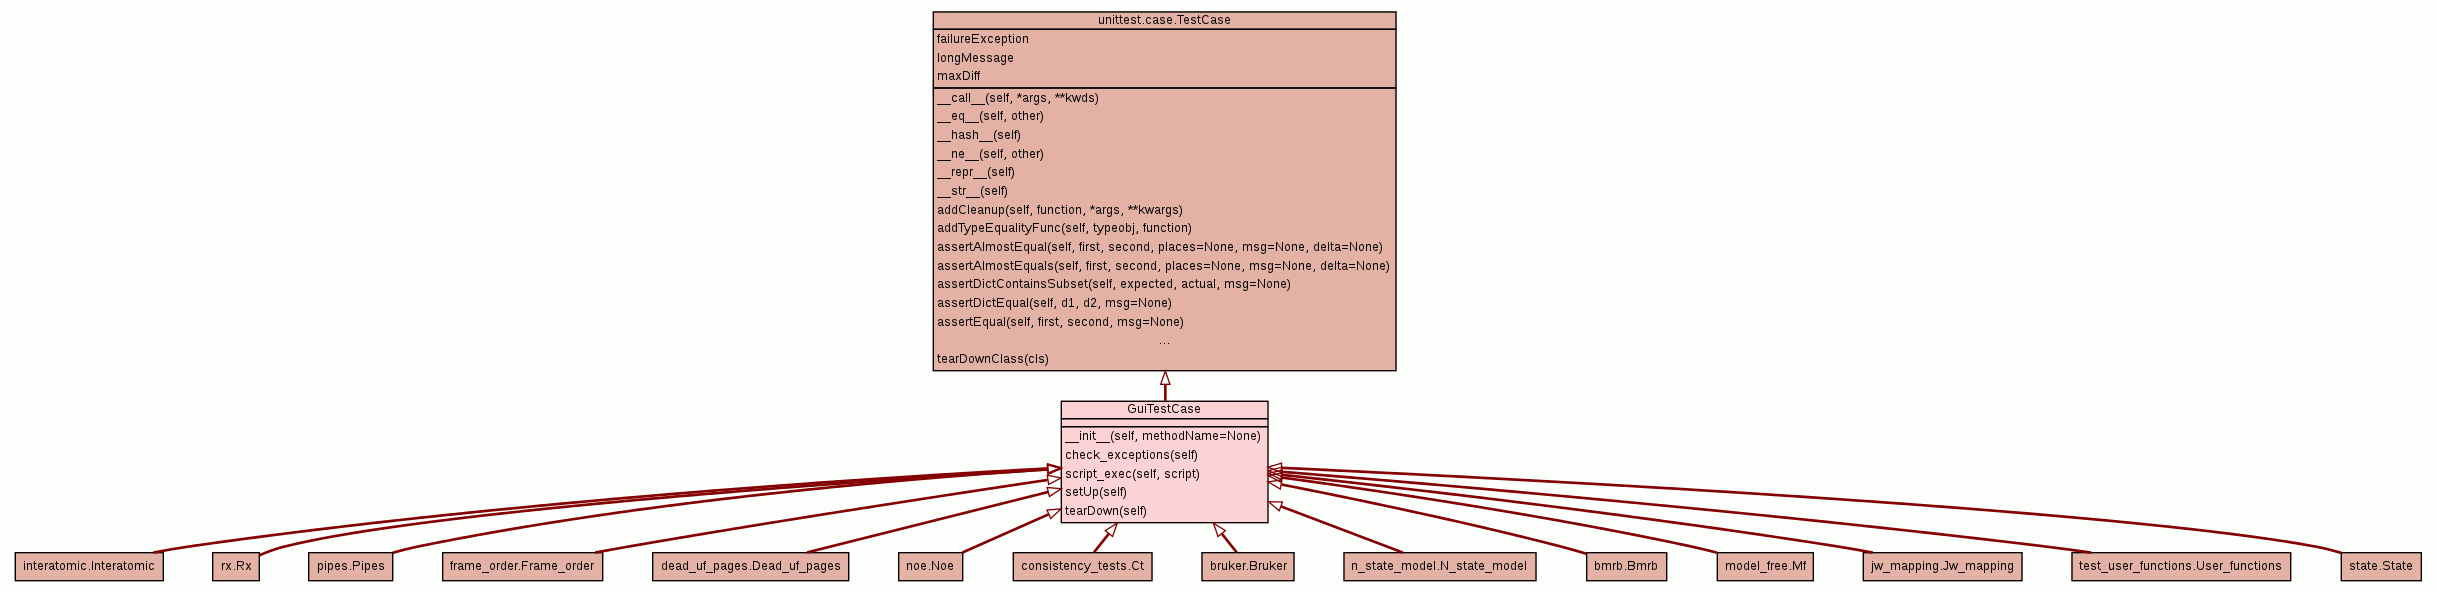 unittest.case.TestCase
failureException
longMessage
maxDiff
__call__(self, *args, **kwds)
__eq__(self, other)
__hash__(self)
__ne__(self, other)
__repr__(self)
__str__(self)
addCleanup(self, function, *args, **kwargs)
addTypeEqualityFunc(self, typeobj, function)
assertAlmostEqual(self, first, second, places=None, msg=None, delta=None)
assertAlmostEquals(self, first, second, places=None, msg=None, delta=None)
assertDictContainsSubset(self, expected, actual, msg=None)
assertDictEqual(self, d1, d2, msg=None)
assertEqual(self, first, second, msg=None)
...
tearDownClass(cls)
GuiTestCase
__init__(self, methodName=None)
check_exceptions(self)
script_exec(self, script)
setUp(self)
tearDown(self)
interatomic.Interatomic
rx.Rx
pipes.Pipes
frame_order.Frame_order
dead_uf_pages.Dead_uf_pages
noe.Noe
consistency_tests.Ct
bruker.Bruker
n_state_model.N_state_model
bmrb.Bmrb
model_free.Mf
jw_mapping.Jw_mapping
test_user_functions.User_functions
state.State